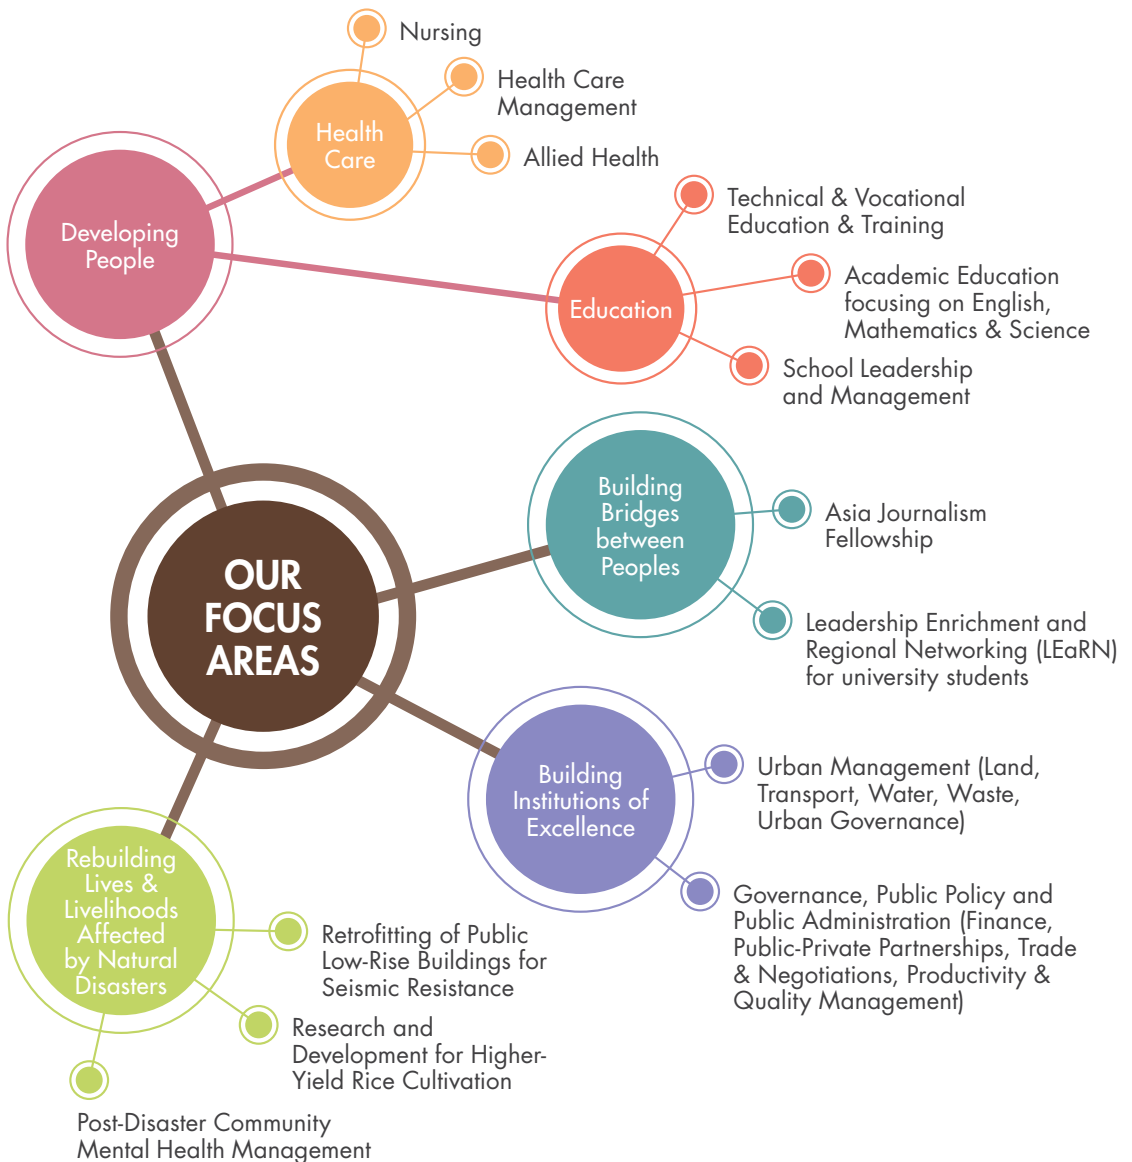 Nursing
Health Care
Management
Allied Health
Health
Care
Developing
People
Technical & Vocational
Education & Training
Academic Education
focusing on English,
Mathematics & Science
School Leadership
and Management
Education
OUR
FOCUS
AREAS
Building
Bridges
between
Peoples
Asia Journalism
Fellowship
Leadership Enrichment and
Regional Networking (LEaRN)
for university students
Building
Institutions of
Excellence
Urban Management (Land,
Transport, Water, Waste,
Urban Governance)
Governance, Public Policy and
Public Administration (Finance,
Public-Private Partnerships, Trade
& Negotiations, Productivity &
Quality Management)
Rebuilding
Lives &
Livelihoods
Affected
by Natural
Disasters
Retrofitting of Public
Low-Rise Buildings for
Seismic Resistance
Research and
Development for Higher-
Yield Rice Cultivation
Post-Disaster Community
Mental Health Management